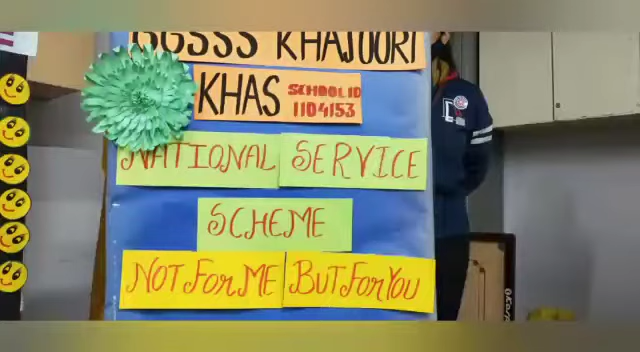 GGSSS KHAJOORI
KHAS SCHOOL ID
1104153
NATIONAL SERVICE
SCHEME
NOT For ME BUT For YOU